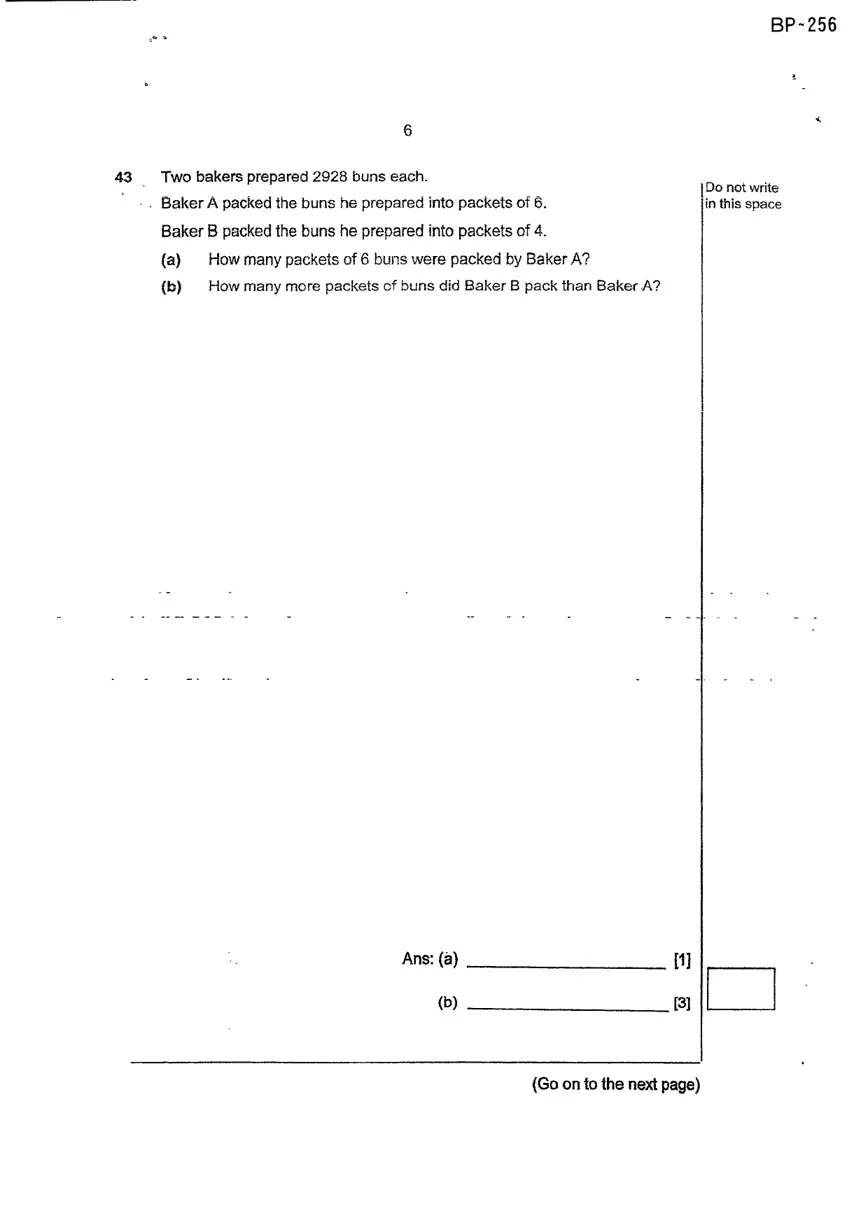 BP-256
6
43 Two bakers prepared 2928 buns each.
Baker A packed the buns he prepared into packets of 6.
Baker B packed the buns he prepared into packets of 4.
(a) How many packets of 6 buns were packed by Baker A?
(b) How many more packets of buns did Baker B pack than Baker A?
Do not write
in this space
Ans: (a) [1]
(b) [3]
(Go on to the next page)